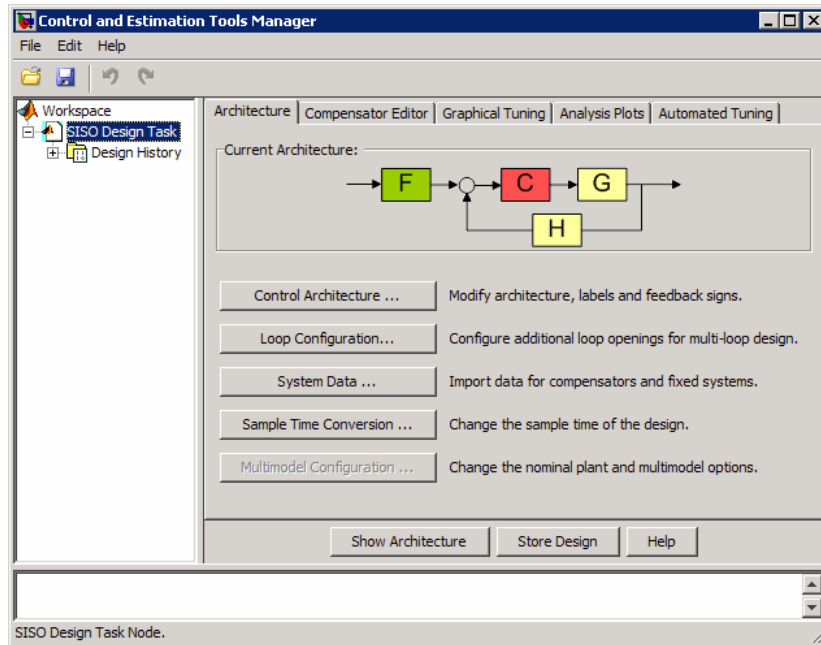 Control and Estimation Tools Manager
File Edit Help
Workspace
SISO Design Task
Design History
Architecture Compensator Editor Graphical Tuning Analysis Plots Automated Tuning
Current Architecture:
F C G
H
Control Architecture ... Modify architecture, labels and feedback signs.
Loop Configuration... Configure additional loop openings for multi-loop design.
System Data ... Import data for compensators and fixed systems.
Sample Time Conversion ... Change the sample time of the design.
Multimodel Configuration ... Change the nominal plant and multimodel options.
Show Architecture Store Design Help
SISO Design Task Node.